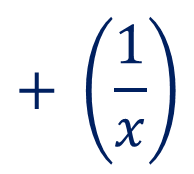 + (1/x)